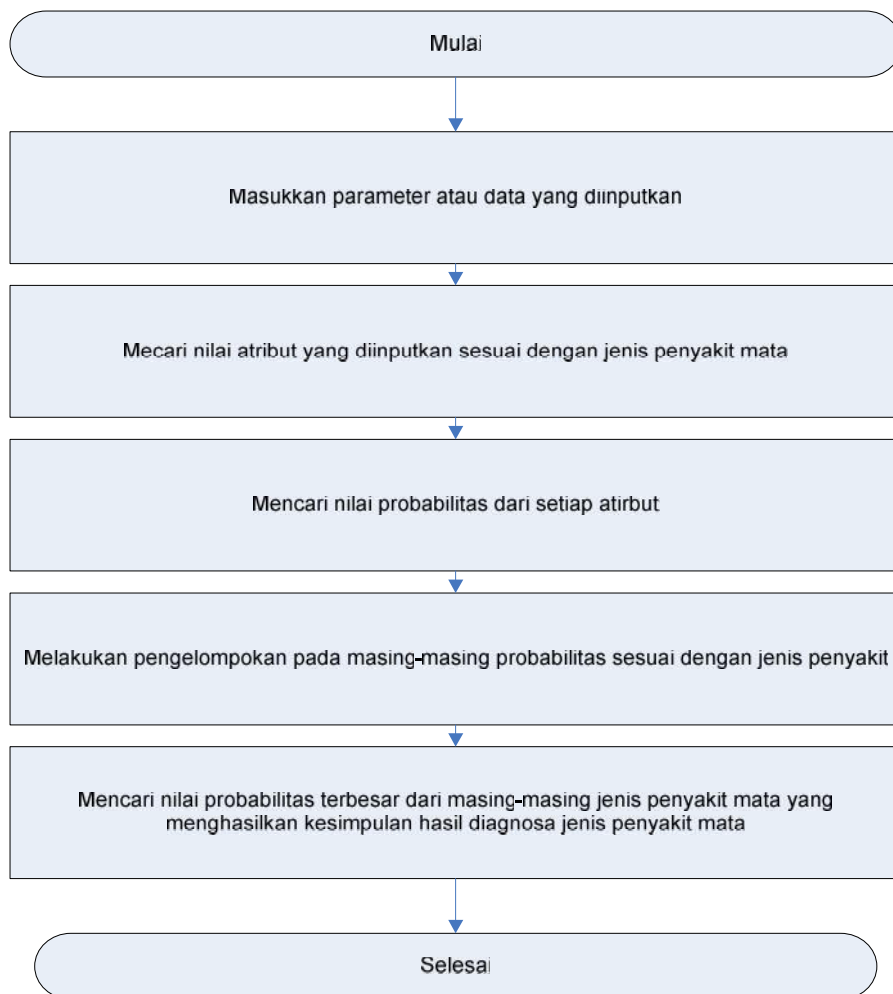 Mulai
Masukkan parameter atau data yang diinputkan
Mecari nilai atribut yang diinputkan sesuai dengan jenis penyakit mata
Mencari nilai probabilitas dari setiap atirbut
Melakukan pengelompokan pada masing-masing probabilitas sesuai dengan jenis penyakit
Mencari nilai probabilitas terbesar dari masing-masing jenis penyakit mata yang
menghasilkan kesimpulan hasil diagnosa jenis penyakit mata
Selesai